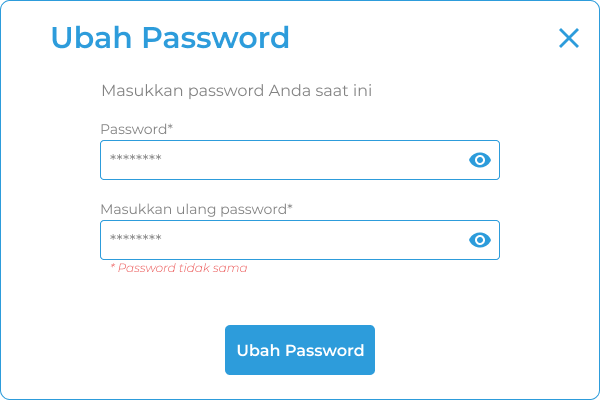 Ubah Password
Masukkan password Anda saat ini
Password*
********
Masukkan ulang password*
********
* Password tidak sama
Ubah Password